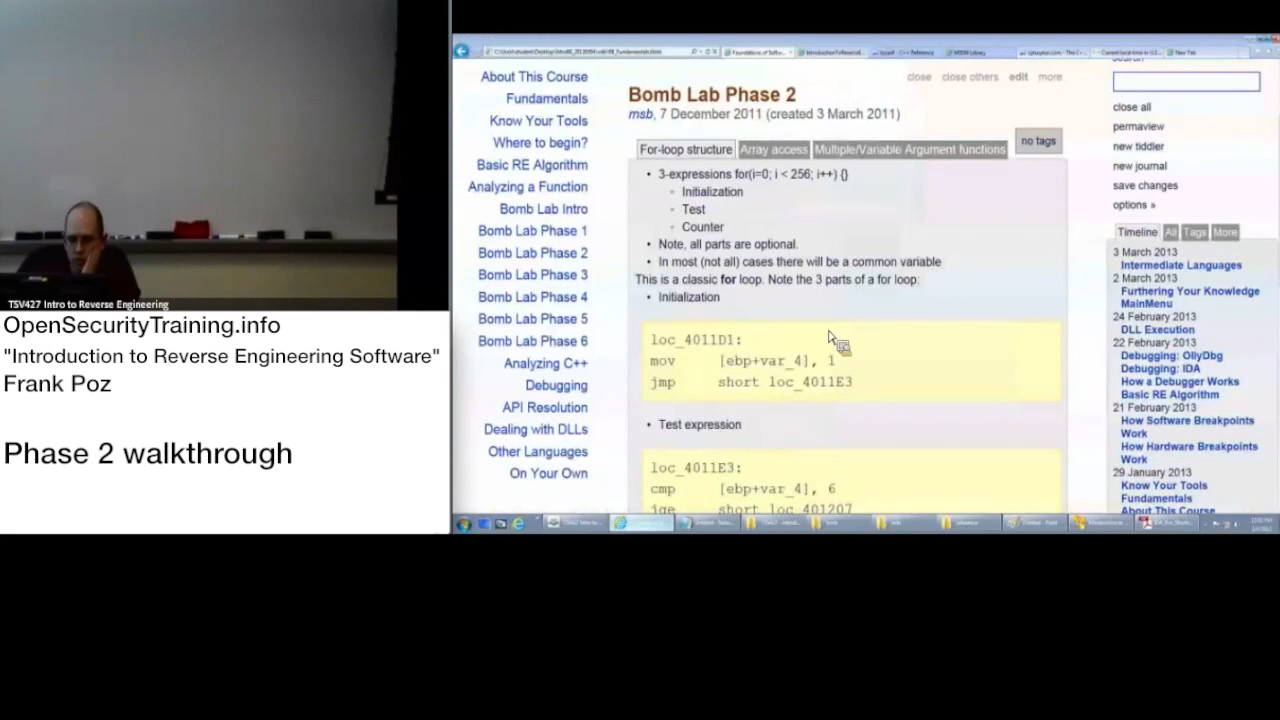 TSV427 Intro to Reverse Engineering
OpenSecurityTraining.info
"Introduction to Reverse Engineering Software"
Frank Poz
Phase 2 walkthrough
About This Course
Fundamentals
Know Your Tools
Where to begin?
Basic RE Algorithm
Analyzing a Function
Bomb Lab Intro
Bomb Lab Phase 1
Bomb Lab Phase 2
Bomb Lab Phase 3
Bomb Lab Phase 4
Bomb Lab Phase 5
Bomb Lab Phase 6
Analyzing C++
Debugging
API Resolution
Dealing with DLLs
Other Languages
On Your Own
close close others edit more
Bomb Lab Phase 2
msb, 7 December 2011 (created 3 March 2011)
no tags
For-loop structure Array access Multiple/Variable Argument functions
• 3-expressions for(i=0; i < 256; i++) {}
Initialization
Test
Counter
• Note, all parts are optional.
• In most (not all) cases there will be a common variable
This is a classic for loop. Note the 3 parts of a for loop:
• Initialization
loc_4011D1:
mov [ebp+var_4], 1
jmp short loc_4011E3
• Test expression
loc_4011E3:
cmp [ebp+var_4], 6
jge short loc_401207
search
close all
permaview
new tiddler
new journal
save changes
options »
Timeline All Tags More
3 March 2013
Intermediate Languages
2 March 2013
Furthering Your Knowledge
MainMenu
24 February 2013
DLL Execution
22 February 2013
Debugging: OllyDbg
Debugging: IDA
How a Debugger Works
Basic RE Algorithm
21 February 2013
How Software Breakpoints
Work
How Hardware Breakpoints
Work
29 January 2013
Know Your Tools
Fundamentals
About This Course